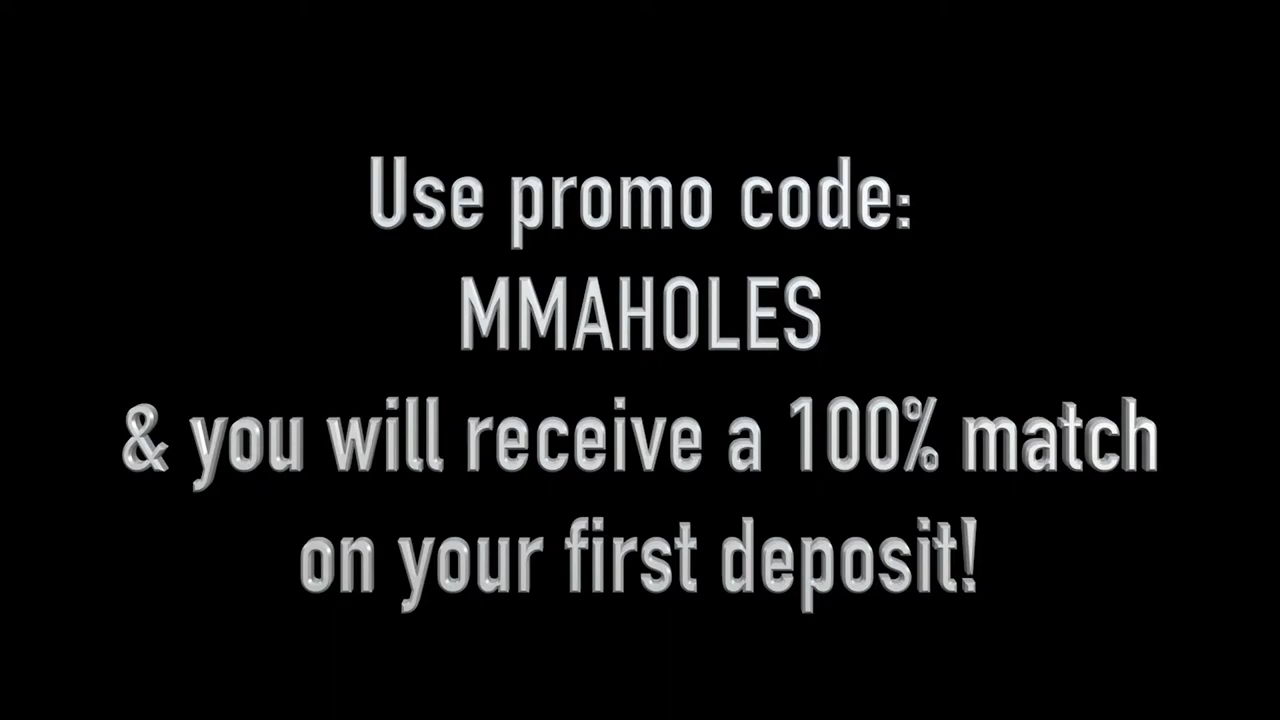 Use promo code:
MMAHOLES
& you will receive a 100% match
on your first deposit!